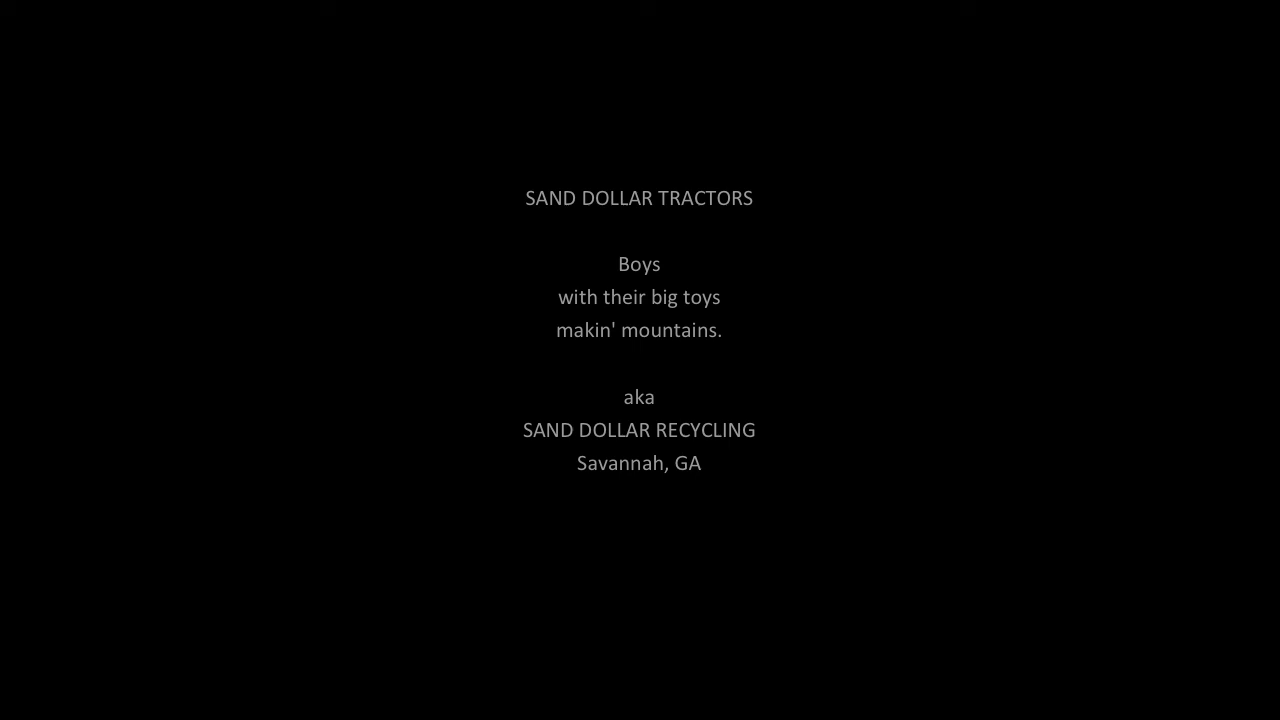 SAND DOLLAR TRACTORS
Boys
with their big toys
makin' mountains.
aka
SAND DOLLAR RECYCLING
Savannah, GA